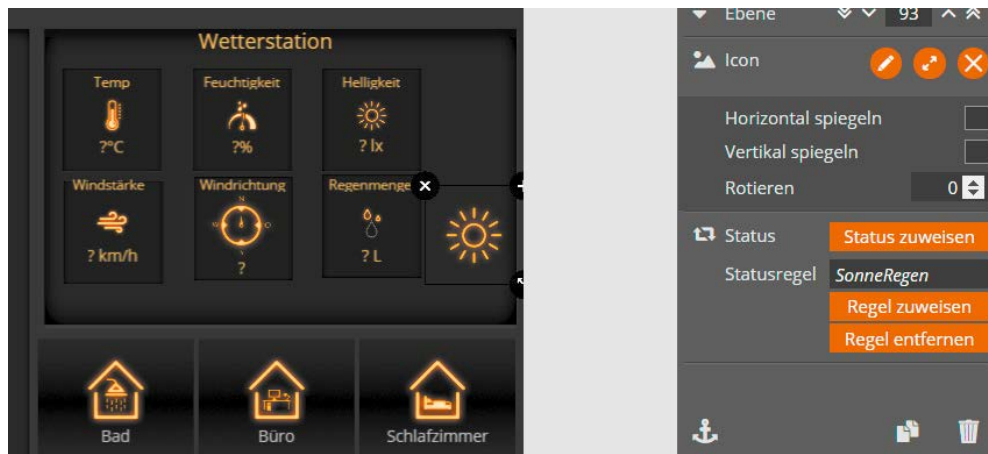 Wetterstation
Temp
Feuchtigkeit
Helligkeit
?°C
?%
? lx
Windstärke
Windrichtung
Regenmenge
? km/h
?
? L
Bad
Büro
Schlafzimmer
Ebene
93
Icon
Horizontal spiegeln
Vertikal spiegeln
Rotieren
0
Status
Status zuweisen
Statusregel
SonneRegen
Regel zuweisen
Regel entfernen